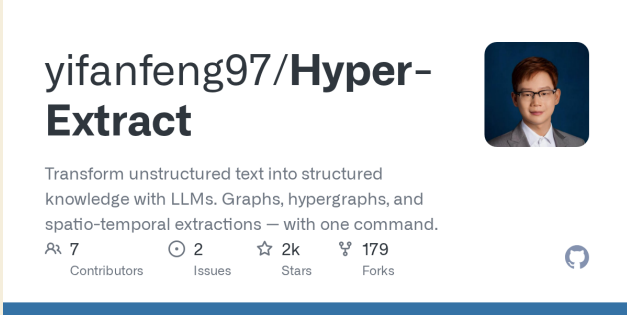 yifanfeng97/Hyper-
Extract
Transform unstructured text into structured
knowledge with LLMs. Graphs, hypergraphs, and
spatio-temporal extractions — with one command.
7 2 2k 179
Contributors Issues Stars Forks